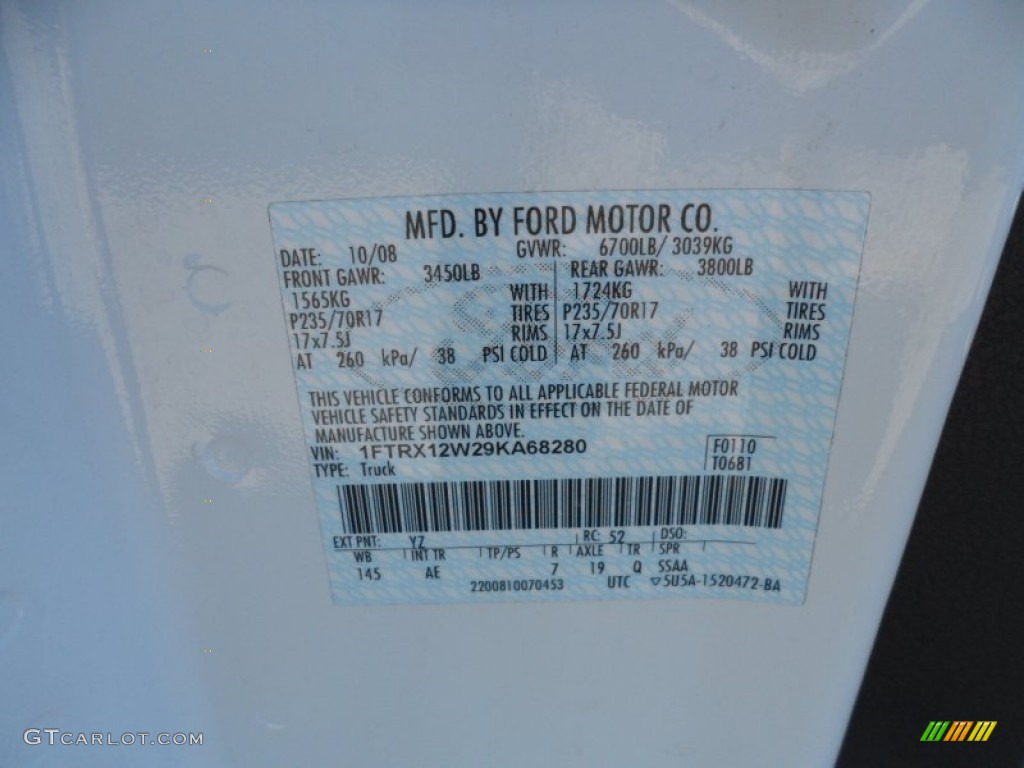 MFD. BY FORD MOTOR CO.
DATE: 10/08 GVWR: 6700LB/ 3039KG
FRONT GAWR: 3450LB REAR GAWR: 3800LB
1565KG WITH 1724KG WITH
P235/70R17 TIRES P235/70R17 TIRES
17x7.5J RIMS 17x7.5J RIMS
AT 260 kPa/ 38 PSI COLD AT 260 kPa/ 38 PSI COLD
THIS VEHICLE CONFORMS TO ALL APPLICABLE FEDERAL MOTOR
VEHICLE SAFETY STANDARDS IN EFFECT ON THE DATE OF
MANUFACTURE SHOWN ABOVE.
VIN: 1FTRX12W29KA68280 F0110
TYPE: Truck T0681
EXT PNT: YZ RC: 52 DSO:
WB INT TR TP/PS R AXLE TR SPR
145 AE 7 19 Q SSAA
2200810070453 UTC ▽5U5A-1520472-BA
GTCARLOT.COM